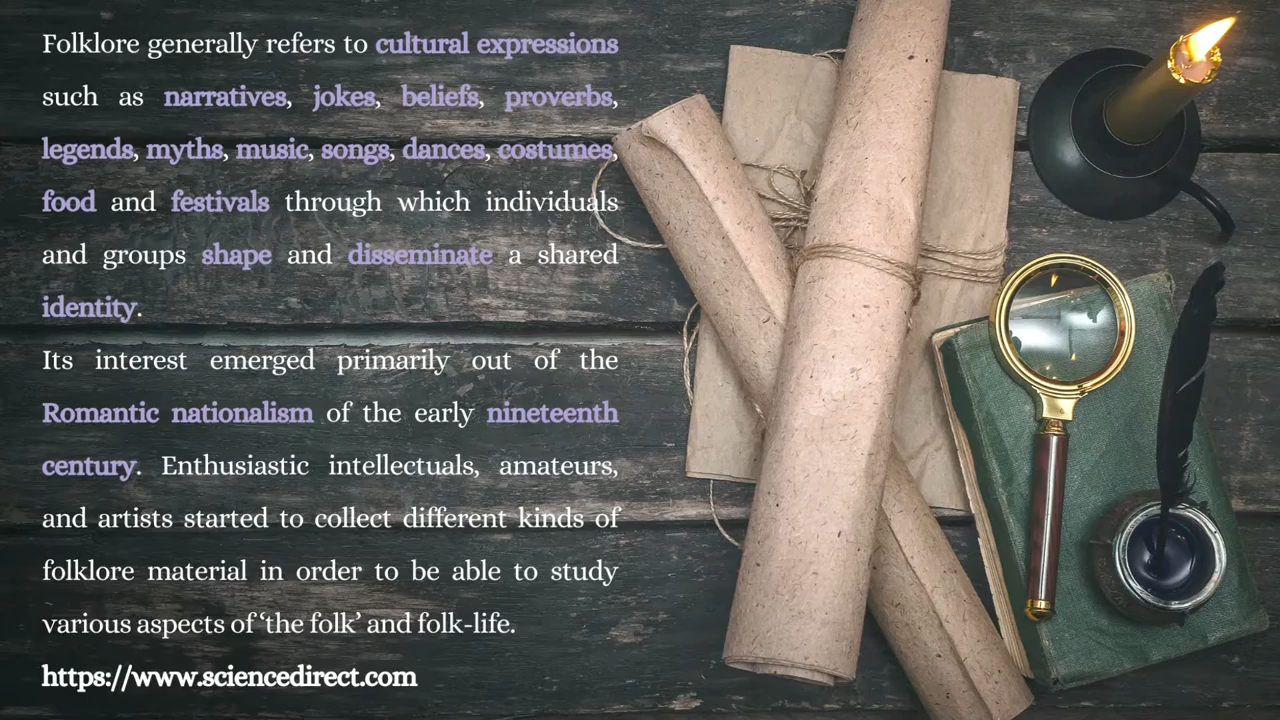 Folklore generally refers to cultural expressions
such as narratives, jokes, beliefs, proverbs,
legends, myths, music, songs, dances, costumes,
food and festivals through which individuals
and groups shape and disseminate a shared
identity.
Its interest emerged primarily out of the
Romantic nationalism of the early nineteenth
century. Enthusiastic intellectuals, amateurs,
and artists started to collect different kinds of
folklore material in order to be able to study
various aspects of ‘the folk’ and folk-life.
https://www.sciencedirect.com